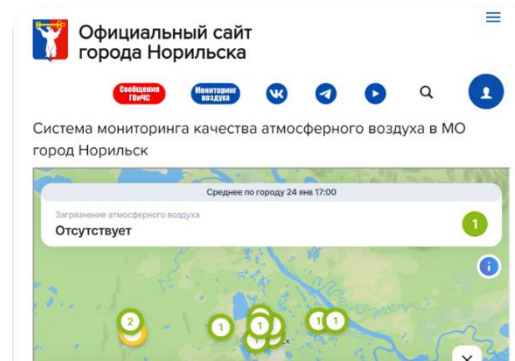 Официальный сайт
города Норильска
Сообщения
ГОиЧС
Мониторинг
воздуха
Система мониторинга качества атмосферного воздуха в МО
город Норильск
Среднее по городу 24 янв 17:00
Загрязнение атмосферного воздуха
Отсутствует
1
2
1
1
1
1
1